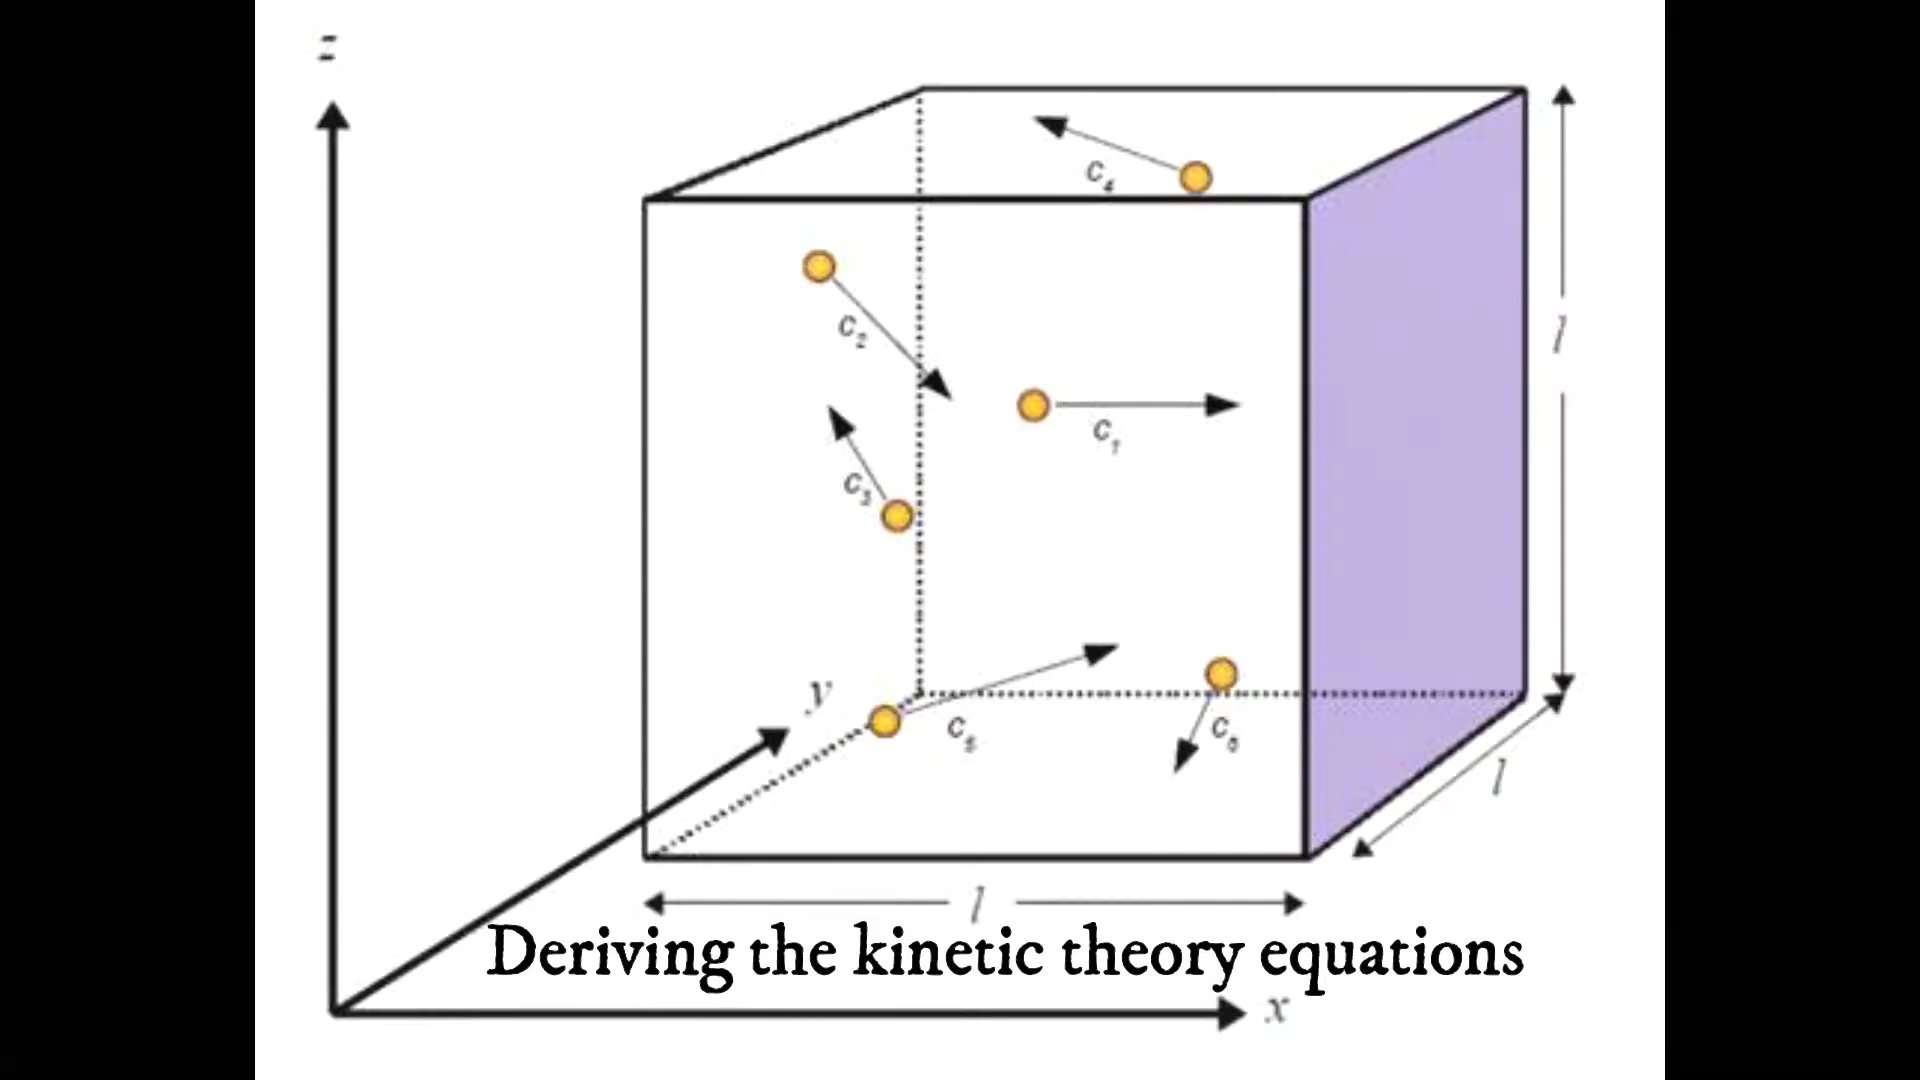 z
c₄
c₂
l
c₁
c₃
y
c₅
c₆
l
l
Deriving the kinetic theory equations
x